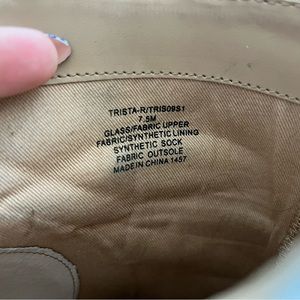 TRISTA-R/TRIS09S1
7.5M
GLASS/FABRIC UPPER
FABRIC/SYNTHETIC LINING
SYNTHETIC SOCK
FABRIC OUTSOLE
MADE IN CHINA 1457